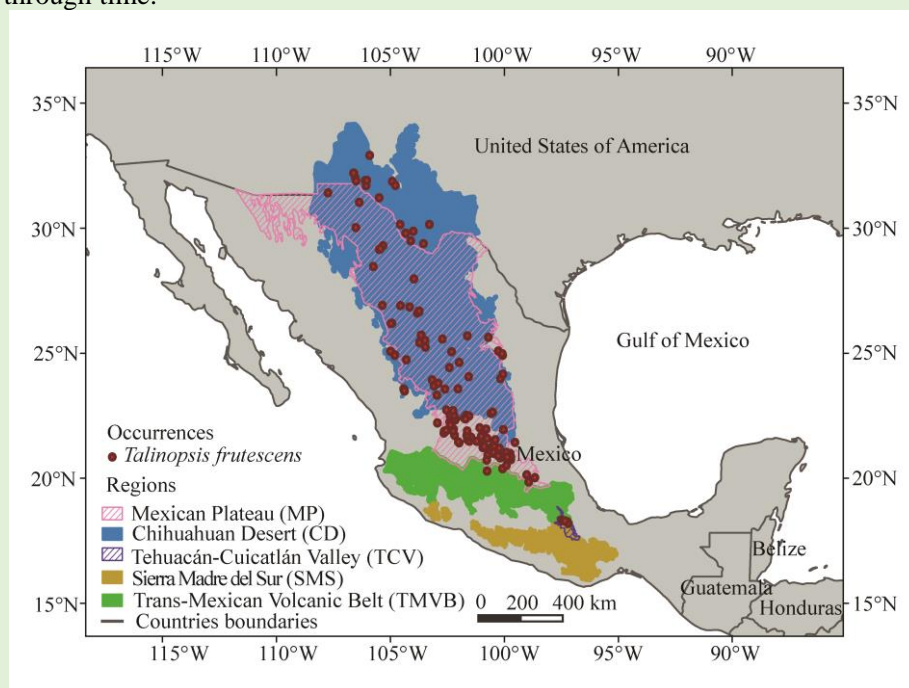 through time.
115°W 110°W 105°W 100°W 95°W 90°W
35°N 35°N
United States of America
30°N 30°N
25°N 25°N
Gulf of Mexico
Occurrences
Talinopsis frutescens
Mexico
20°N 20°N
Regions
Mexican Plateau (MP)
Chihuahuan Desert (CD)
Tehuacán-Cuicatlán Valley (TCV)
Belize
Sierra Madre del Sur (SMS)
Guatemala
Trans-Mexican Volcanic Belt (TMVB) 0 200 400 km
Honduras
15°N 15°N
Countries boundaries
115°W 110°W 105°W 100°W 95°W 90°W